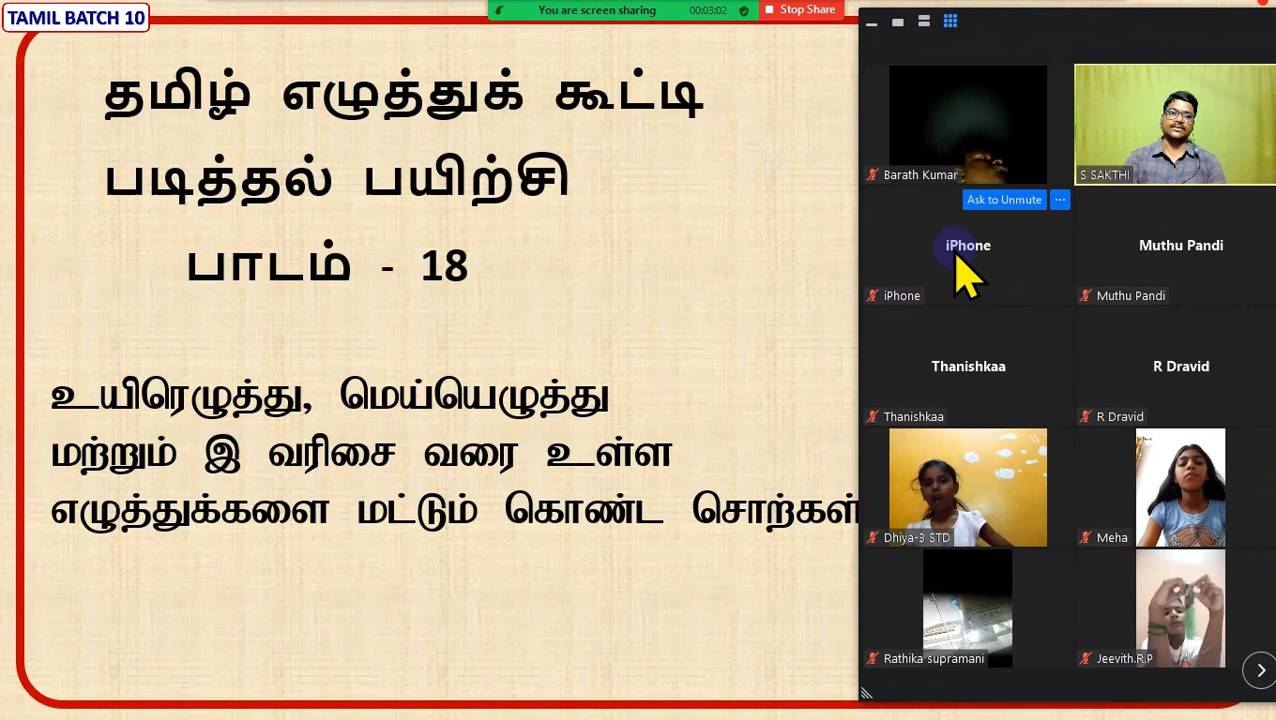 TAMIL BATCH 10
You are screen sharing 00:03:02 Stop Share
தமிழ் எழுத்துக் கூட்டி
படித்தல் பயிற்சி
பாடம் - 18
உயிரெழுத்து, மெய்யெழுத்து
மற்றும் இ வரிசை வரை உள்ள
எழுத்துக்களை மட்டும் கொண்ட சொற்கள்
Barath Kumar
S SAKTHI
Ask to Unmute ...
iPhone
iPhone
Muthu Pandi
Muthu Pandi
Thanishkaa
Thanishkaa
R Dravid
R Dravid
Dhiya-3 STD
Meha
Rathika supramani
Jeevith.R.P